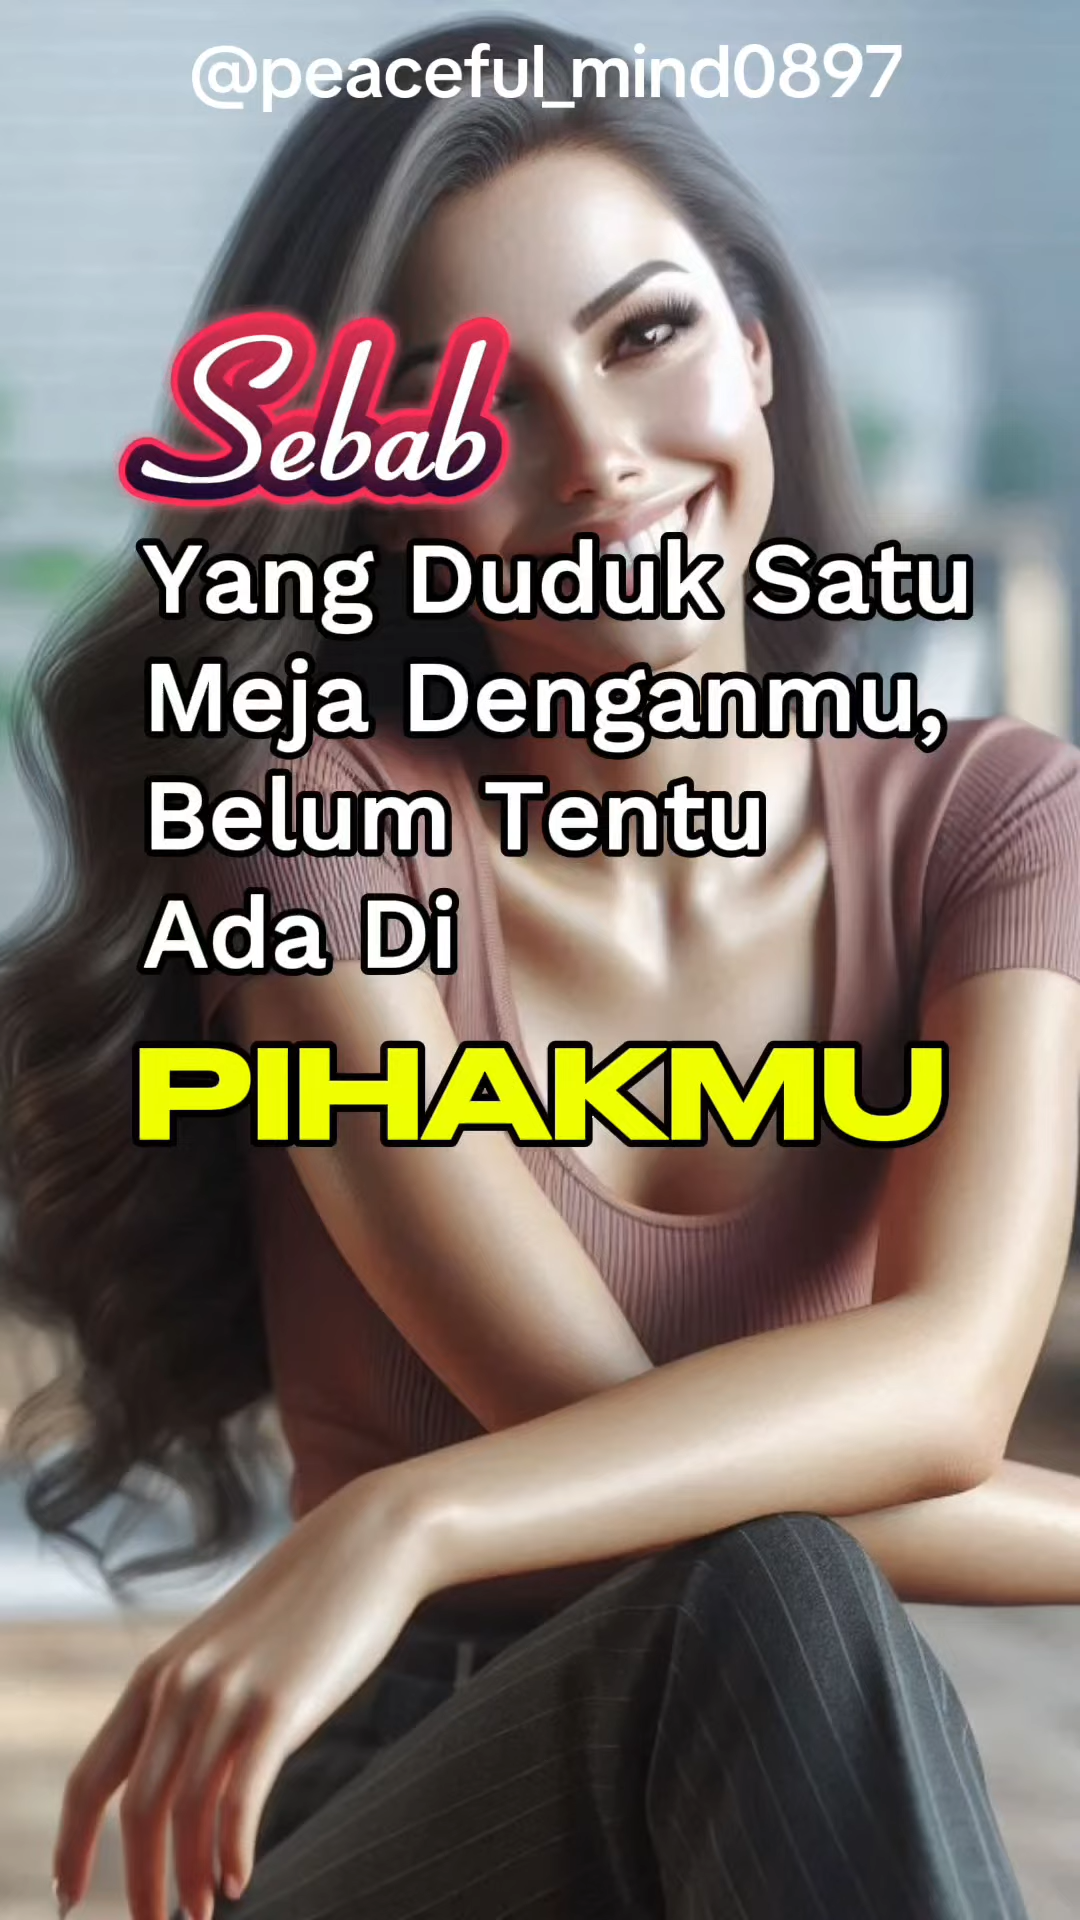 @peaceful_mind0897
Sebab
Yang Duduk Satu
Meja Denganmu,
Belum Tentu
Ada Di
PIHAKMU